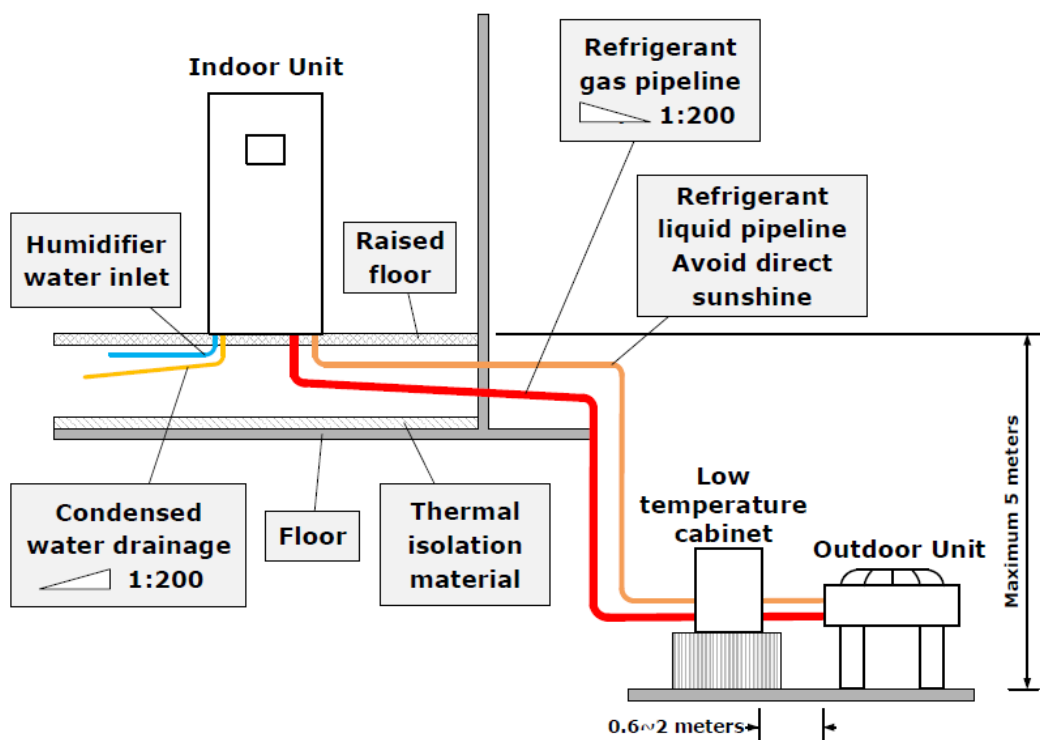 Indoor Unit
Refrigerant
gas pipeline
1:200
Refrigerant
liquid pipeline
Avoid direct
sunshine
Humidifier
water inlet
Raised
floor
Condensed
water drainage
1:200
Floor
Thermal
isolation
material
Low
temperature
cabinet
Outdoor Unit
Maximum 5 meters
0.6~2 meters